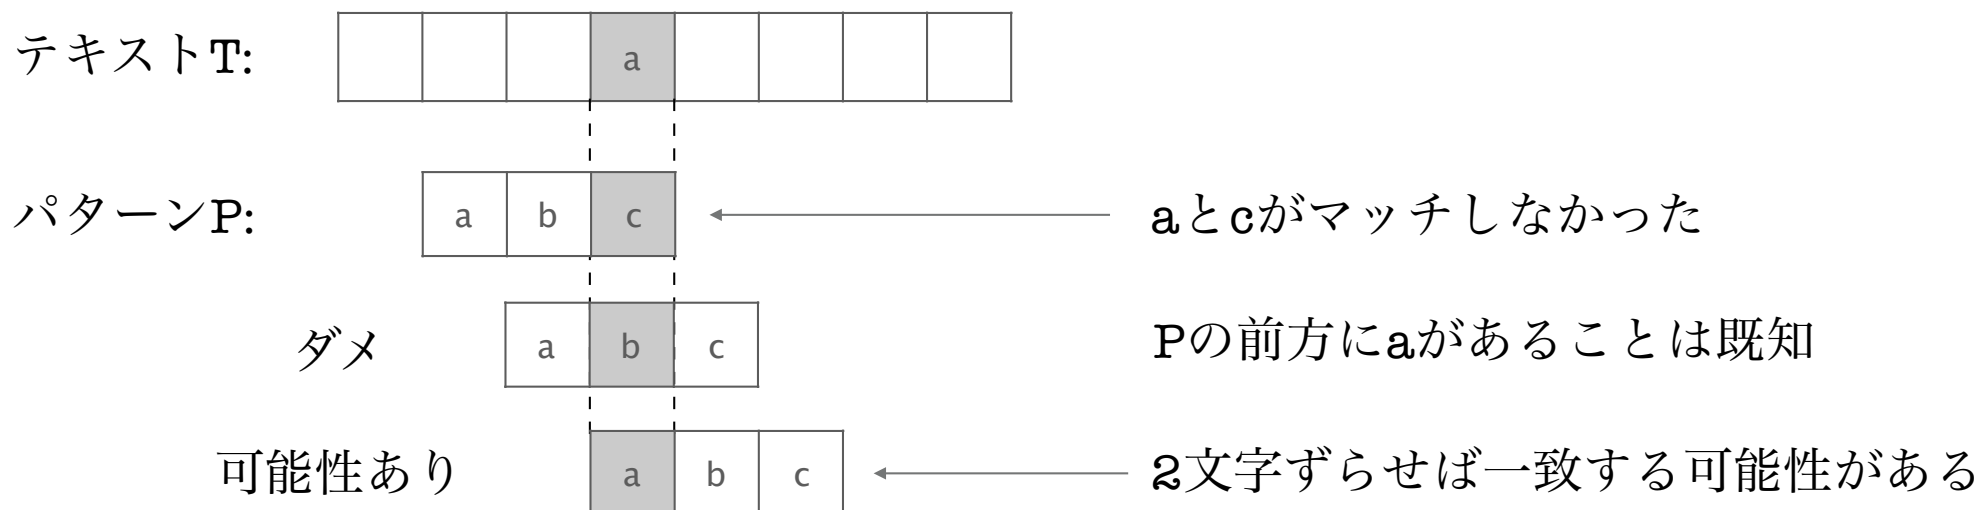 テキストT: a
パターンP: a b c aとcがマッチしなかった
ダメ a b c Pの前方にaがあることは既知
可能性あり a b c 2文字ずらせば一致する可能性がある